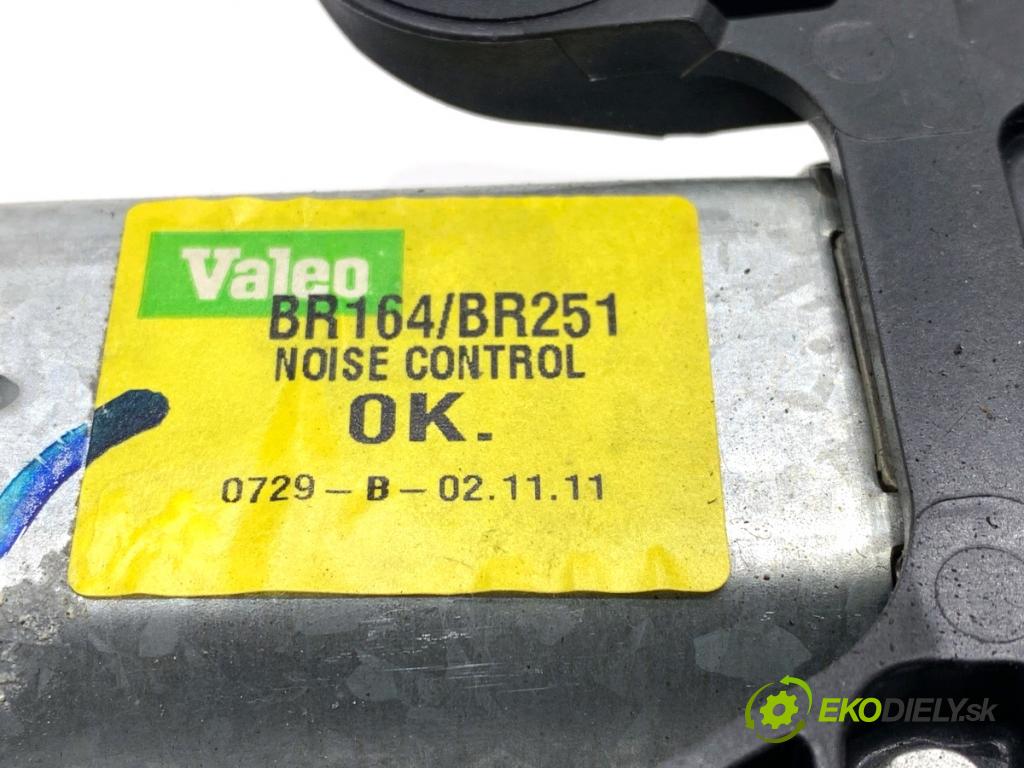 Valeo
BR164/BR251
NOISE CONTROL
OK.
0729-B-02.11.11
EKODIELY.sk